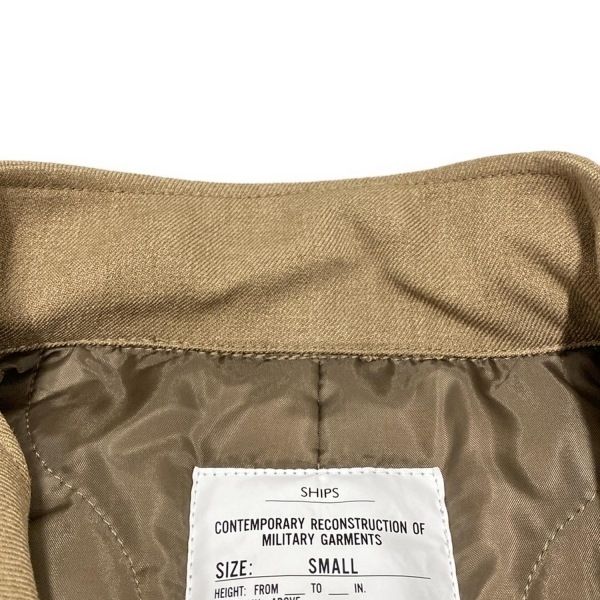 SHIPS
CONTEMPORARY RECONSTRUCTION OF
MILITARY GARMENTS
SIZE: SMALL
HEIGHT: FROM ___ TO ___ IN.